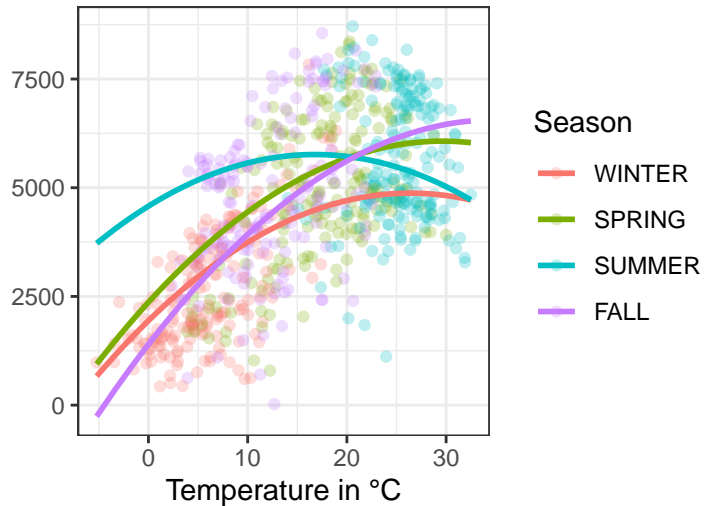 7500
5000
2500
0
0
10
20
30
Temperature in °C
Season
WINTER
SPRING
SUMMER
FALL